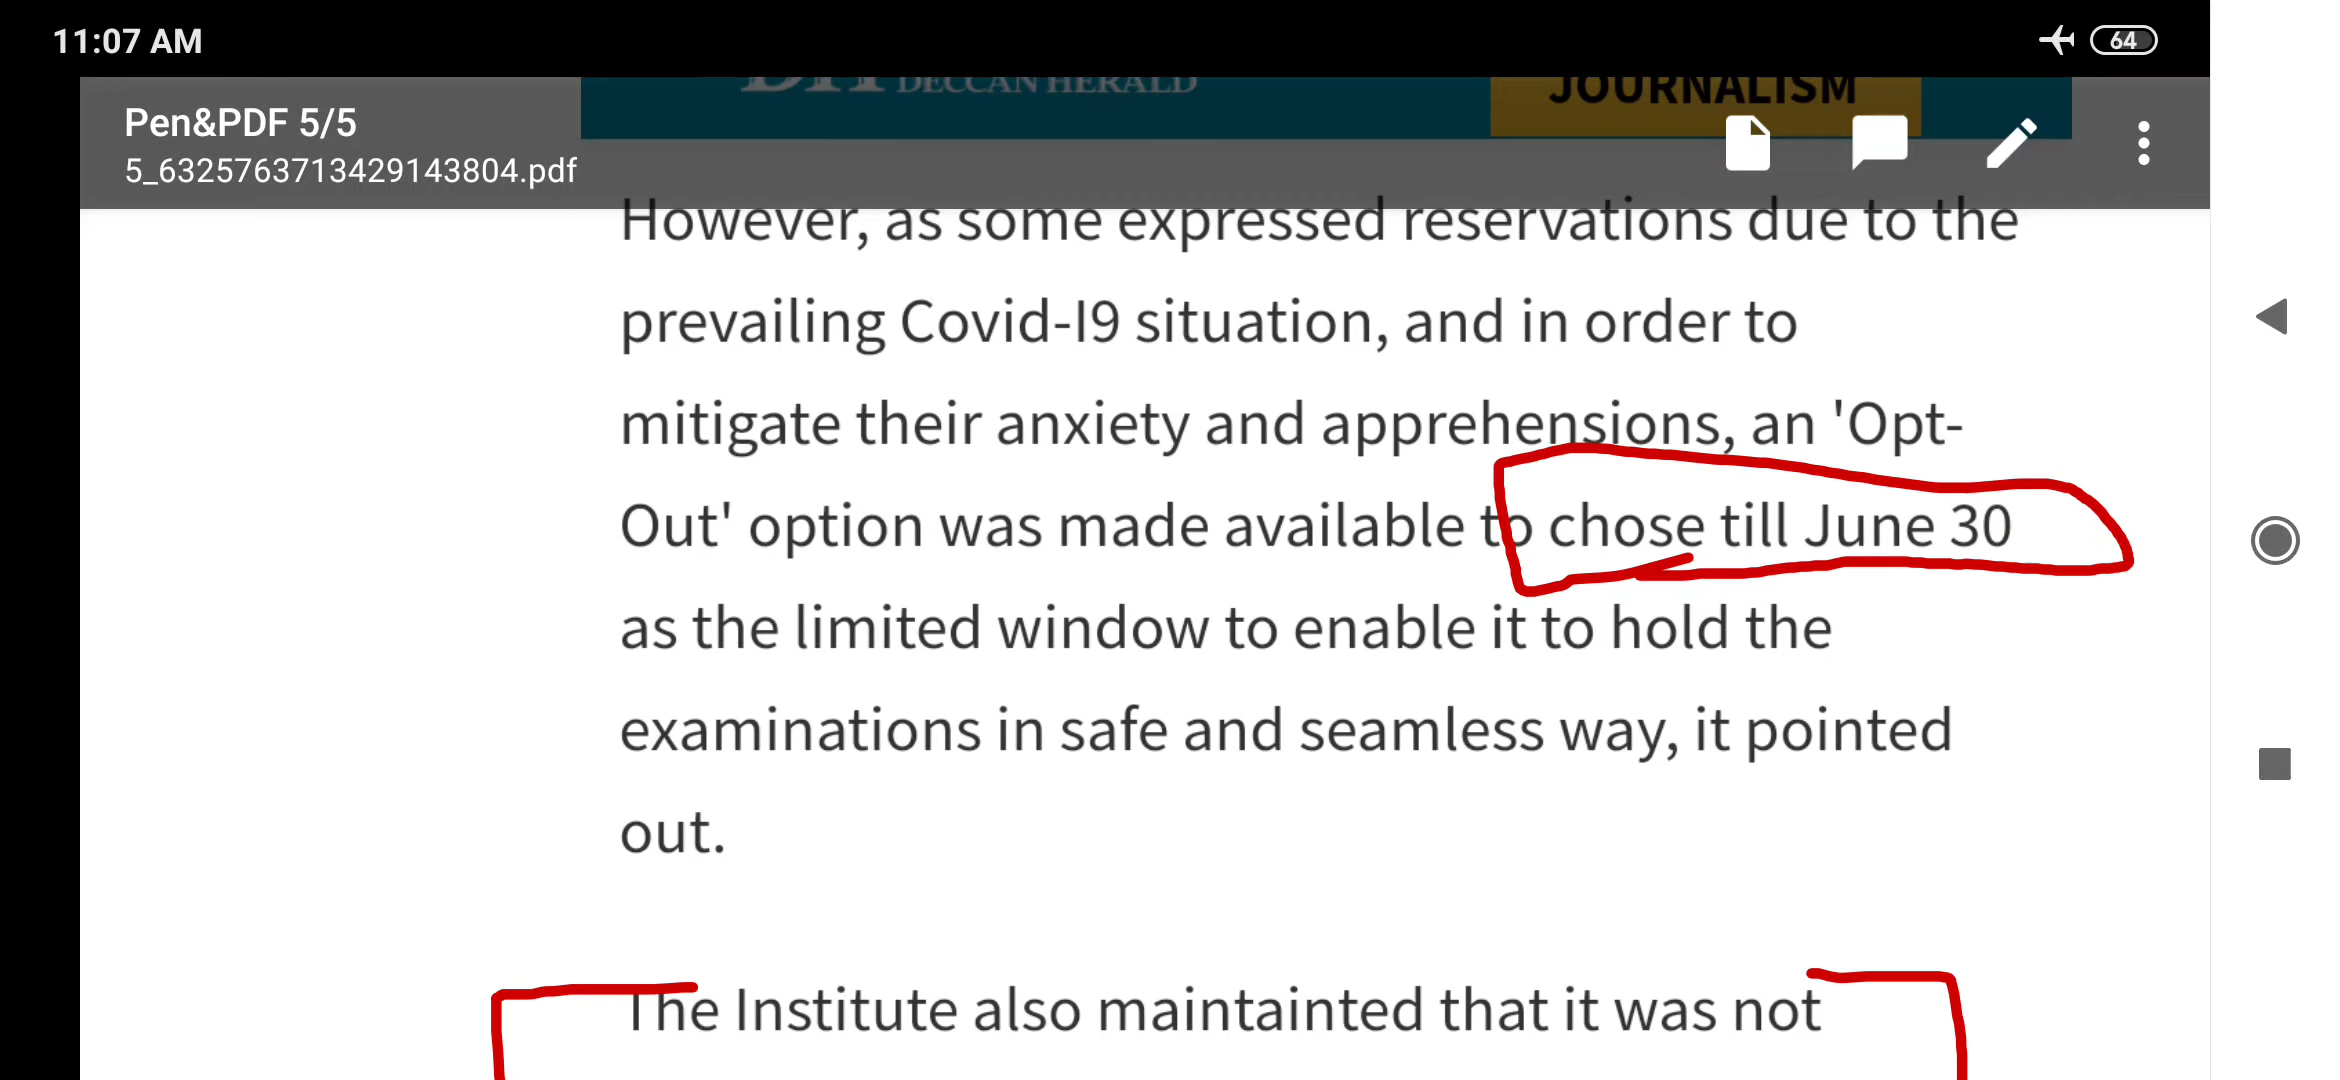 11:07 AM
64
DH DECCAN HERALD
JOURNALISM
Pen&PDF 5/5
5_6325763713429143804.pdf
However, as some expressed reservations due to the
prevailing Covid-I9 situation, and in order to
mitigate their anxiety and apprehensions, an 'Opt-
Out' option was made available to chose till June 30
as the limited window to enable it to hold the
examinations in safe and seamless way, it pointed
out.
The Institute also maintainted that it was not